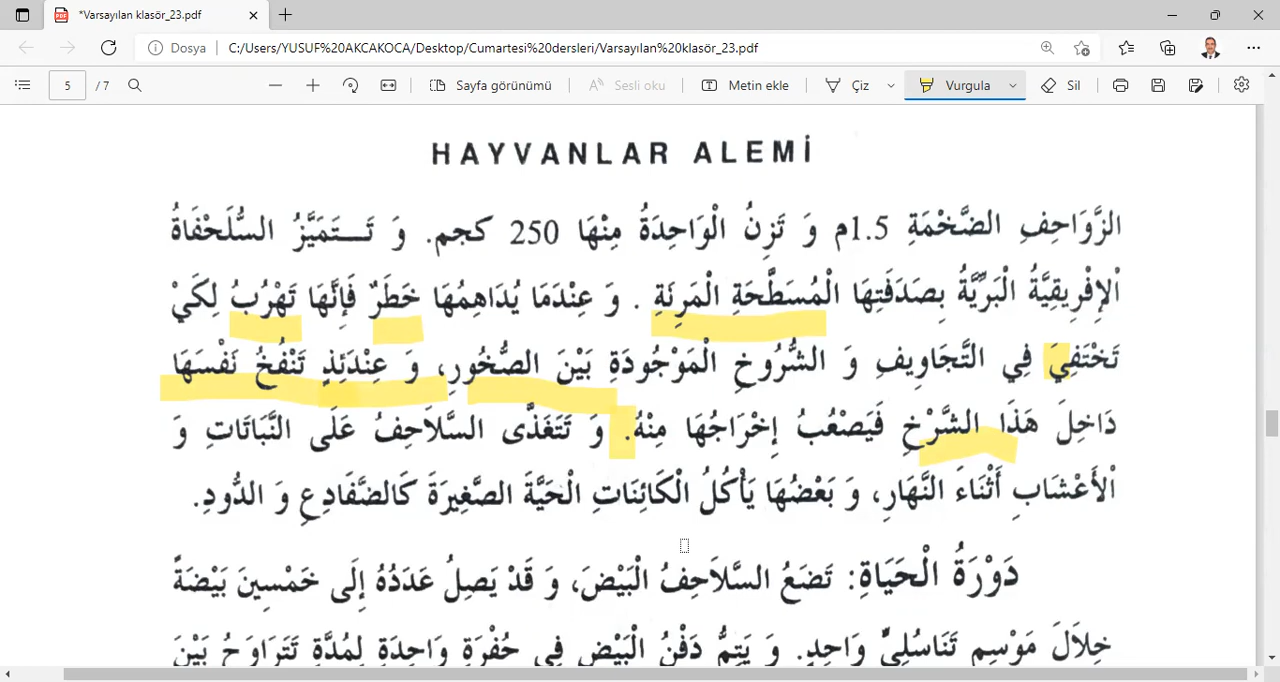 *Varsayılan klasör_23.pdf
Dosya C:/Users/YUSUF%20AKCAKOCA/Desktop/Cumartesi%20dersleri/Varsayılan%20klasör_23.pdf
5 / 7 Sayfa görünümü Sesli oku Metin ekle Çiz Vurgula Sil
HAYVANLAR ALEMİ
الزَّوَاحِفِ الضَّخْمَةِ 1.5م وَ تَزِنُ الْوَاحِدَةُ مِنْهَا 250 كجم. وَ تَـــتَمَيَّزُ السُّلَحْفَاةُ
الْإِفْرِيقِيَّةُ الْبَرِّيَّةُ بِصَدَفَتِهَا الْمُسَطَّحَةِ الْمَرِنَةِ . وَ عِنْدَمَا يُدَاهِمُهَا خَطَرٌ فَإِنَّهَا تَهْرُبُ لِكَيْ
تَخْتَفِيَ فِي التَّجَاوِيفِ وَ الشُّرُوخِ الْمَوْجُودَةِ بَيْنَ الصُّخُورِ، وَ عِنْدَئِذٍ تَنْفُخُ نَفْسَهَا
دَاخِلَ هَذَا الشَّرْخِ فَيَصْعُبُ إِخْرَاجُهَا مِنْهُ. وَ تَتَغَذَّى السَّلاَحِفُ عَلَى النَّبَاتَاتِ وَ
الْأَعْشَابِ أَثْنَاءَ النَّهَارِ، وَ بَعْضُهَا يَأْكُلُ الْكَائِنَاتِ الْحَيَّةَ الصَّغِيرَةَ كَالضَّفَادِعِ وَ الدُّودِ.
دَوْرَةُ الْحَيَاةِ: تَضَعُ السَّلاَحِفُ الْبَيْضَ، وَ قَدْ يَصِلُ عَدَدُهُ إِلَى خَمْسِينَ بَيْضَةً
خِلَالَ مَوْسِمٍ تَنَاسُلِيٍّ وَاحِدٍ. وَ يَتِمُّ دَفْنُ الْبَيْضِ فِي حُفْرَةٍ وَاحِدَةٍ لِمُدَّةٍ تَتَرَاوَحُ بَيْنَ